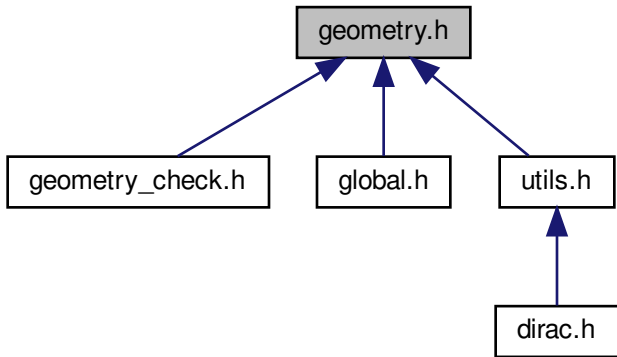 geometry.h
geometry_check.h
global.h
utils.h
dirac.h